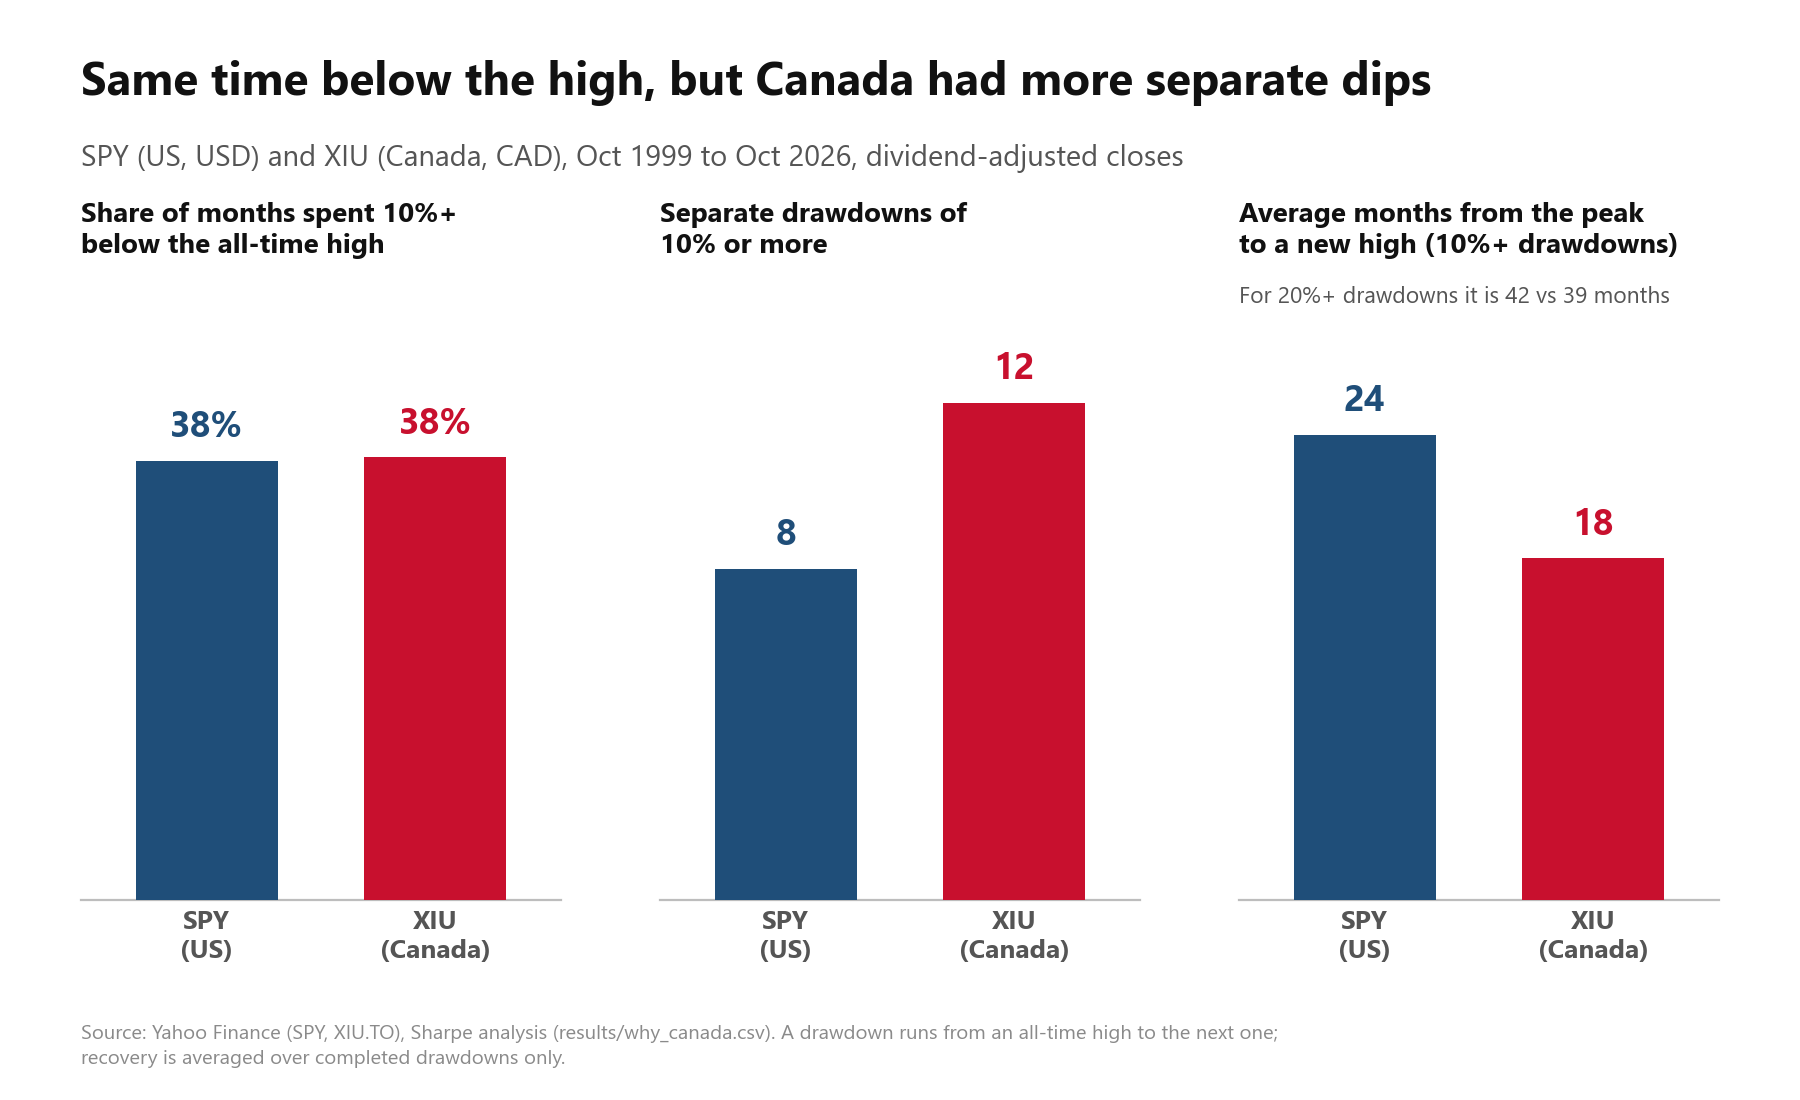 Same time below the high, but Canada had more separate dips
SPY (US, USD) and XIU (Canada, CAD), Oct 1999 to Oct 2026, dividend-adjusted closes
Share of months spent 10%+
below the all-time high
38%
38%
SPY
(US)
XIU
(Canada)
Separate drawdowns of
10% or more
8
12
SPY
(US)
XIU
(Canada)
Average months from the peak
to a new high (10%+ drawdowns)
For 20%+ drawdowns it is 42 vs 39 months
24
18
SPY
(US)
XIU
(Canada)
Source: Yahoo Finance (SPY, XIU.TO), Sharpe analysis (results/why_canada.csv). A drawdown runs from an all-time high to the next one;
recovery is averaged over completed drawdowns only.